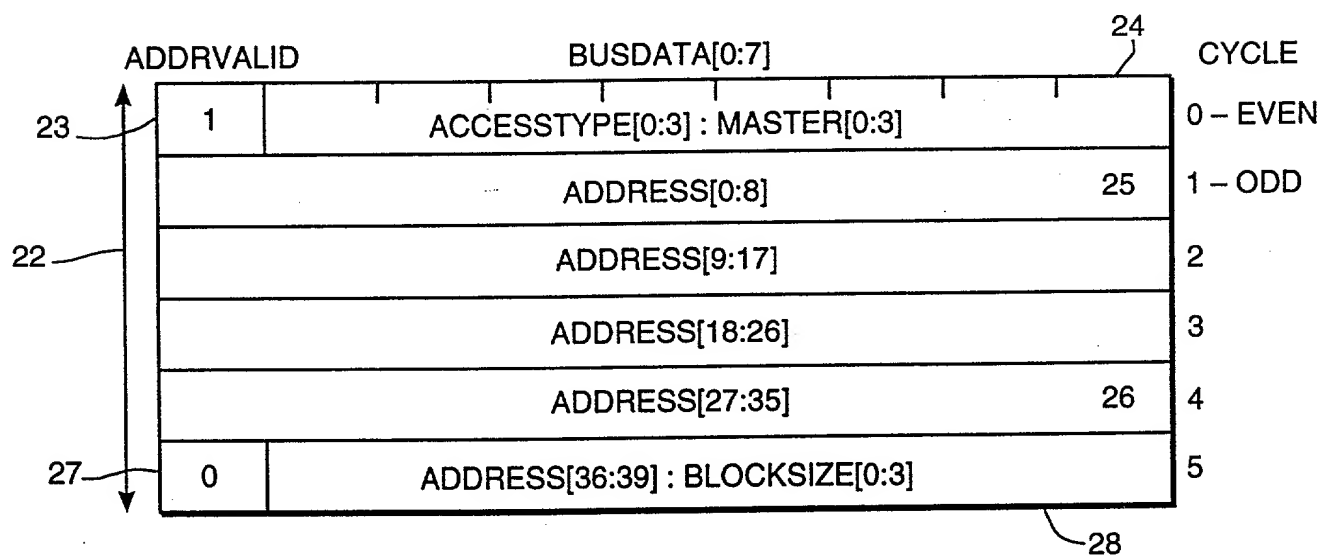 24
ADDRVALID BUSDATA[0:7] CYCLE
23 1 ACCESSTYPE[0:3] : MASTER[0:3] 0 – EVEN
ADDRESS[0:8] 25 1 – ODD
22 ADDRESS[9:17] 2
ADDRESS[18:26] 3
ADDRESS[27:35] 26 4
27 0 ADDRESS[36:39] : BLOCKSIZE[0:3] 5
28